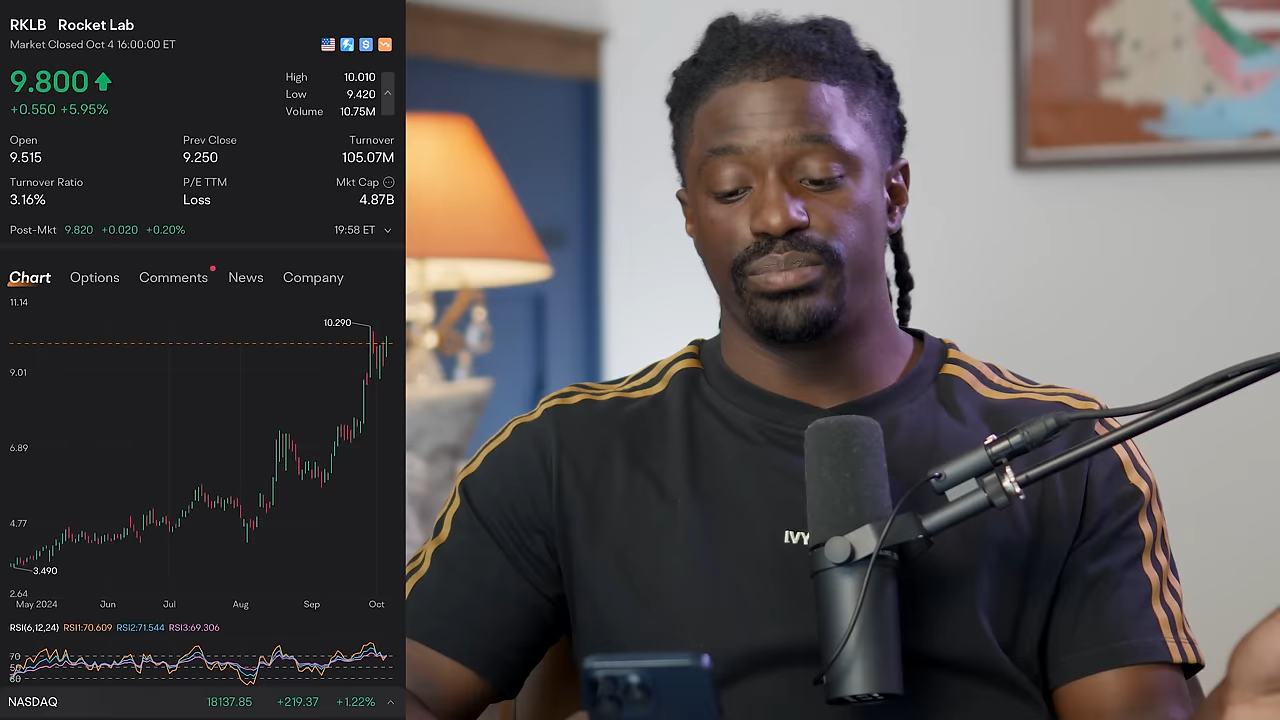 RKLB Rocket Lab
Market Closed Oct 4 16:00:00 ET
9.800
+0.550 +5.95%
High 10.010
Low 9.420
Volume 10.75M
Open Prev Close Turnover
9.515 9.250 105.07M
Turnover Ratio P/E TTM Mkt Cap
3.16% Loss 4.87B
Post-Mkt 9.820 +0.020 +0.20% 19:58 ET
Chart Options Comments News Company
11.14
10.290
9.01
6.89
4.77
3.490
2.64
May 2024 Jun Jul Aug Sep Oct
RSI(6,12,24) RSI1:70.609 RSI2:71.544 RSI3:69.306
70
NASDAQ 18137.85 +219.37 +1.22%
IVY